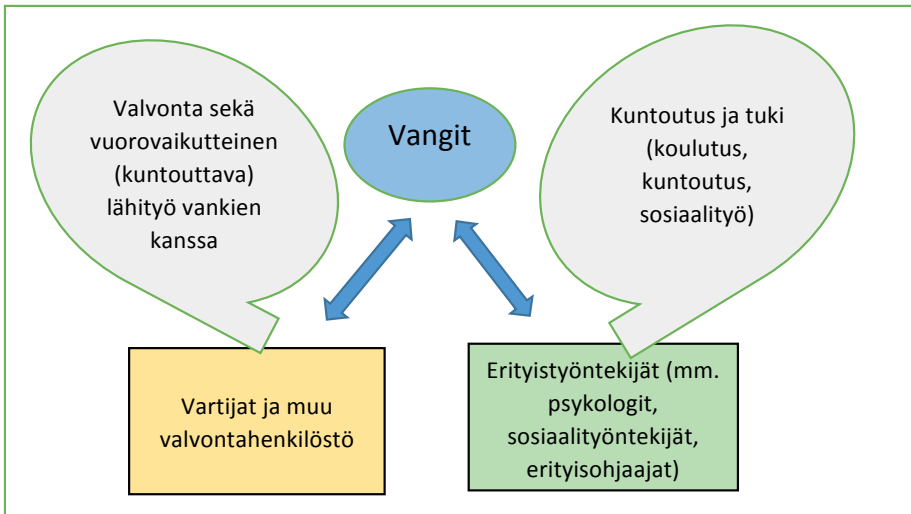 Valvonta sekä
vuorovaikutteinen
(kuntouttava)
lähityö vankien
kanssa
Vangit
Kuntoutus ja tuki
(koulutus,
kuntoutus,
sosiaalityö)
Vartijat ja muu
valvontahenkilöstö
Erityistyöntekijät (mm.
psykologit,
sosiaalityöntekijät,
erityisohjaajat)